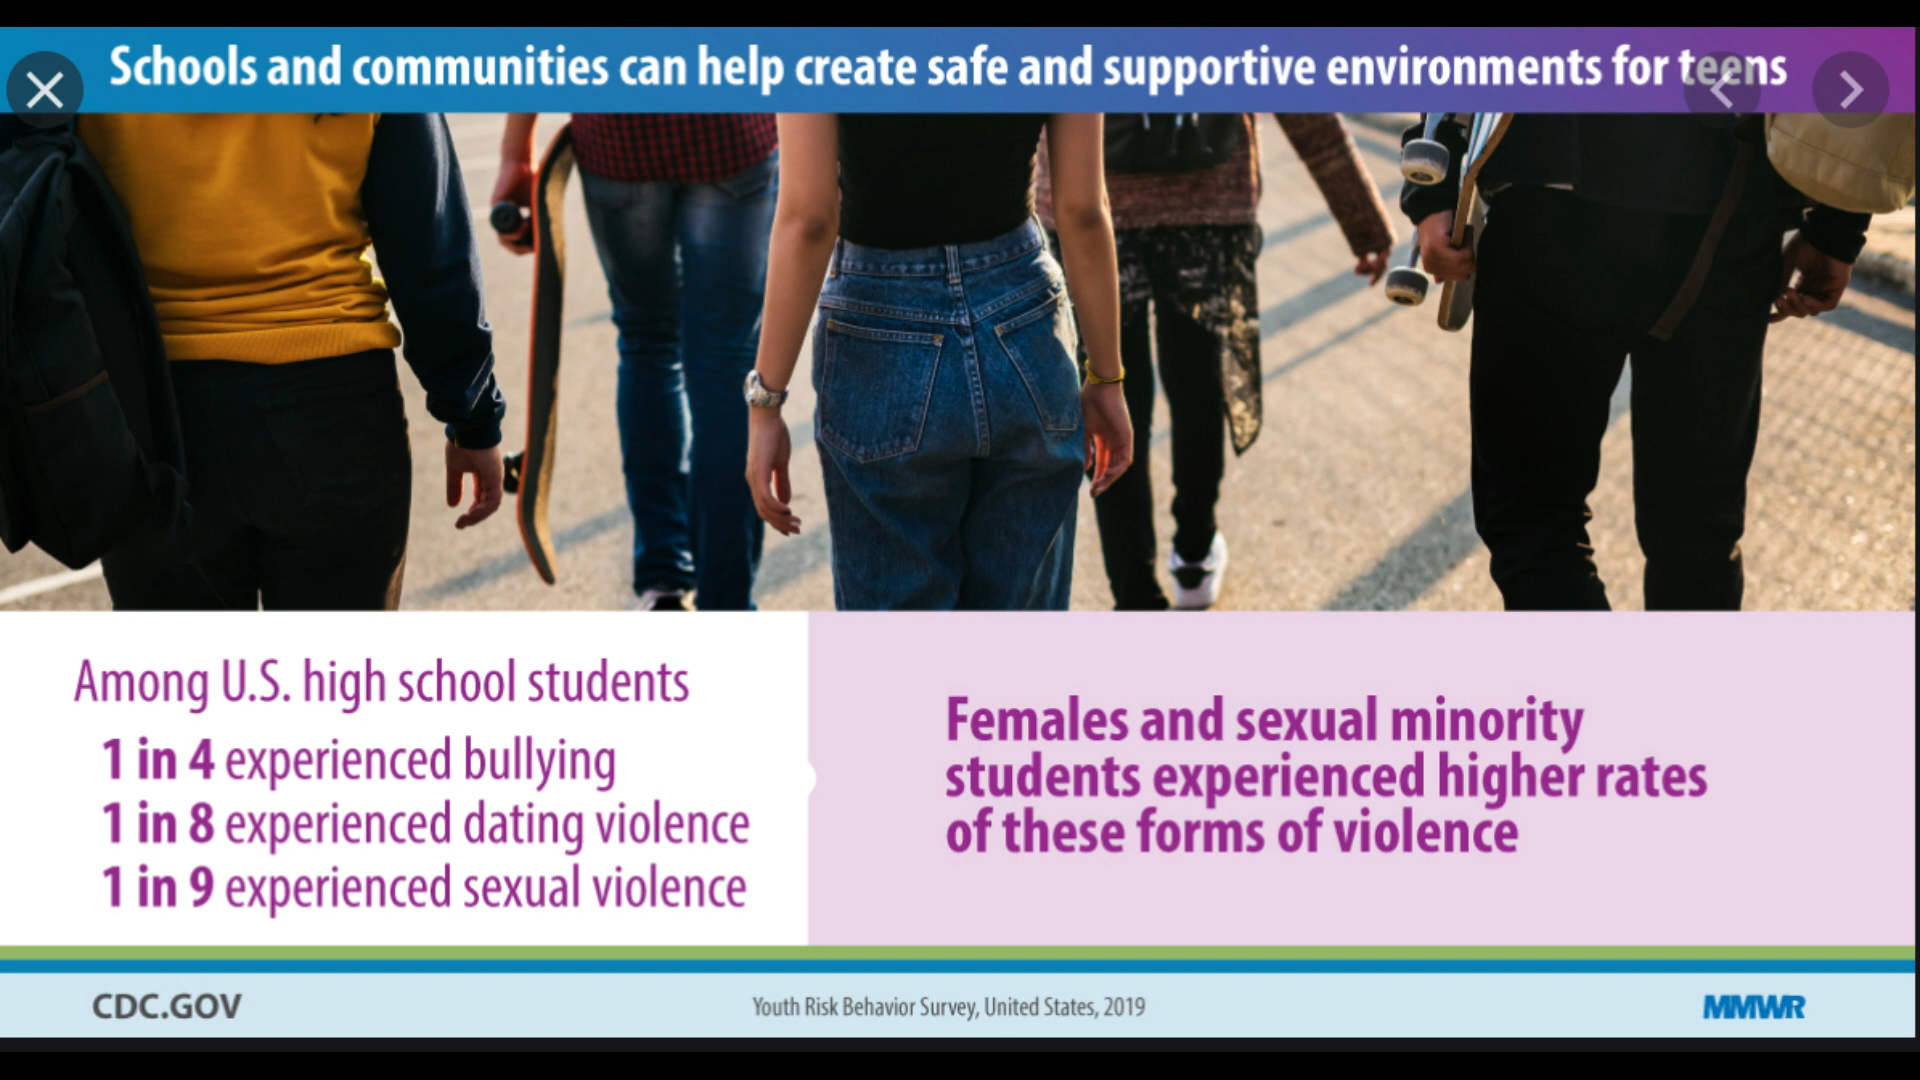 Schools and communities can help create safe and supportive environments for teens
Among U.S. high school students
1 in 4 experienced bullying
1 in 8 experienced dating violence
1 in 9 experienced sexual violence
Females and sexual minority
students experienced higher rates
of these forms of violence
CDC.GOV
Youth Risk Behavior Survey, United States, 2019
MMWR